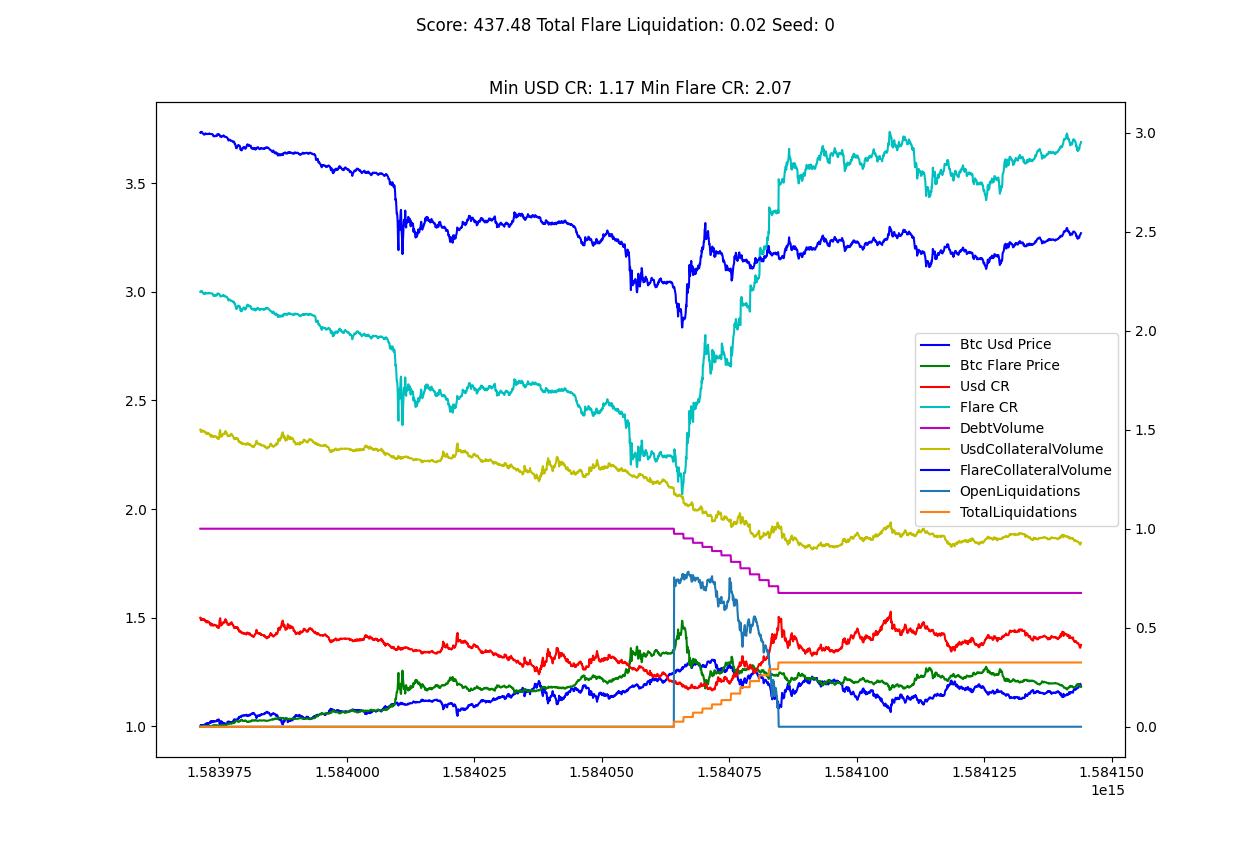 Score: 437.48 Total Flare Liquidation: 0.02 Seed: 0
Min USD CR: 1.17 Min Flare CR: 2.07
3.5
3.0
2.5
2.0
1.5
1.0
3.0
2.5
2.0
1.5
1.0
0.5
0.0
Btc Usd Price
Btc Flare Price
Usd CR
Flare CR
DebtVolume
UsdCollateralVolume
FlareCollateralVolume
OpenLiquidations
TotalLiquidations
1.583975 1.584000 1.584025 1.584050 1.584075 1.584100 1.584125 1.584150
1e15